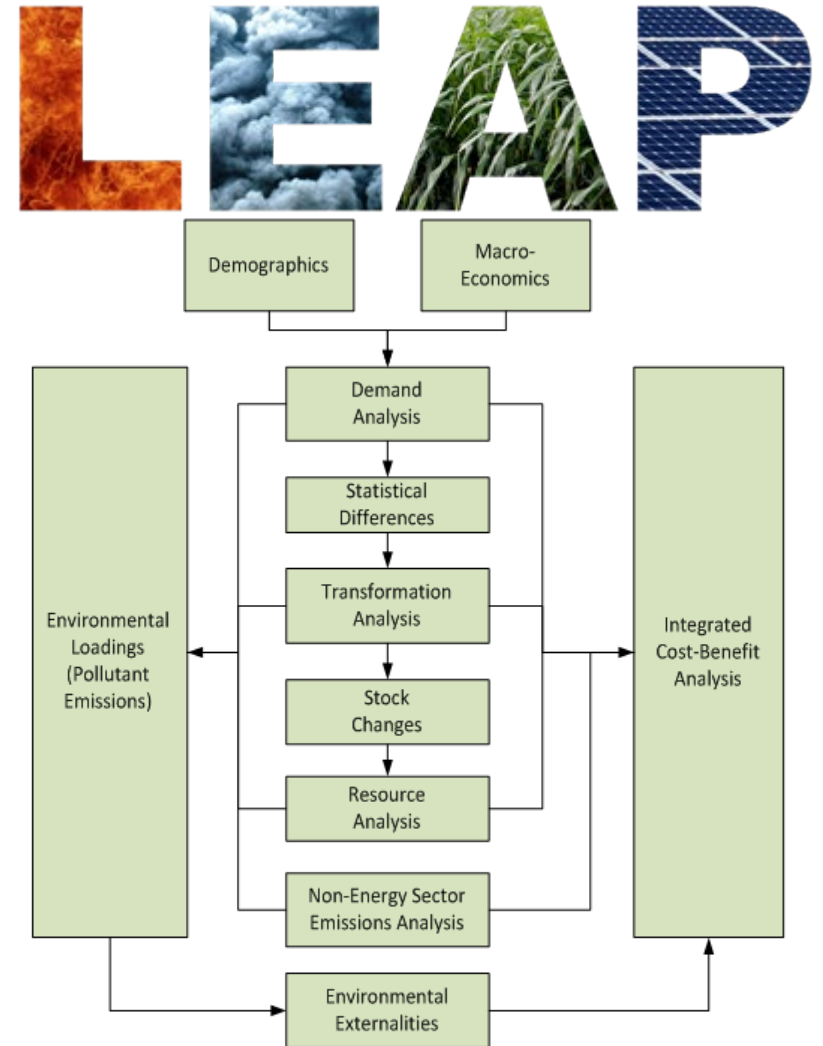 LEAP
Demographics
Macro-
Economics
Demand
Analysis
Statistical
Differences
Transformation
Analysis
Environmental
Loadings
(Pollutant
Emissions)
Integrated
Cost-Benefit
Analysis
Stock
Changes
Resource
Analysis
Non-Energy Sector
Emissions Analysis
Environmental
Externalities